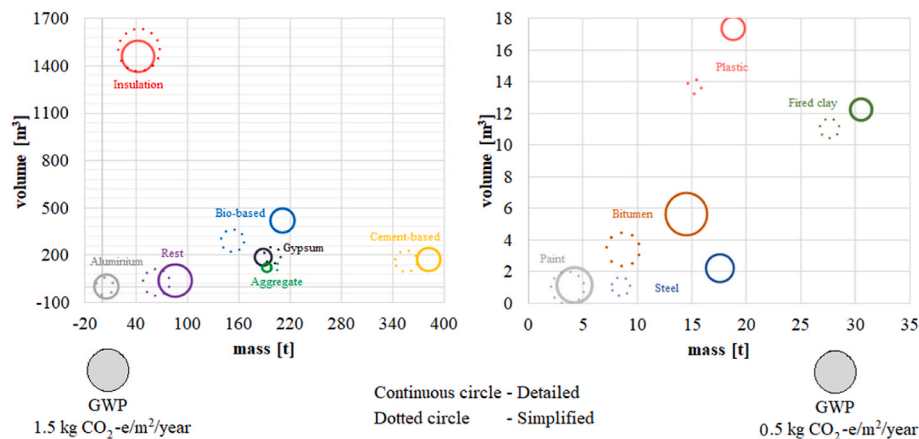 1700
1400
1100
800
500
200
-100
volume [m³]
Insulation
Bio-based
Gypsum
Cement-based
Aluminium
Rest
Aggregate
-20 40 100 160 220 280 340 400
mass [t]
18
16
14
12
10
8
6
4
2
0
volume [m³]
Plastic
Fired clay
Bitumen
Paint
Steel
0 5 10 15 20 25 30 35
mass [t]
GWP
1.5 kg CO₂-e/m²/year
Continuous circle - Detailed
Dotted circle - Simplified
GWP
0.5 kg CO₂-e/m²/year